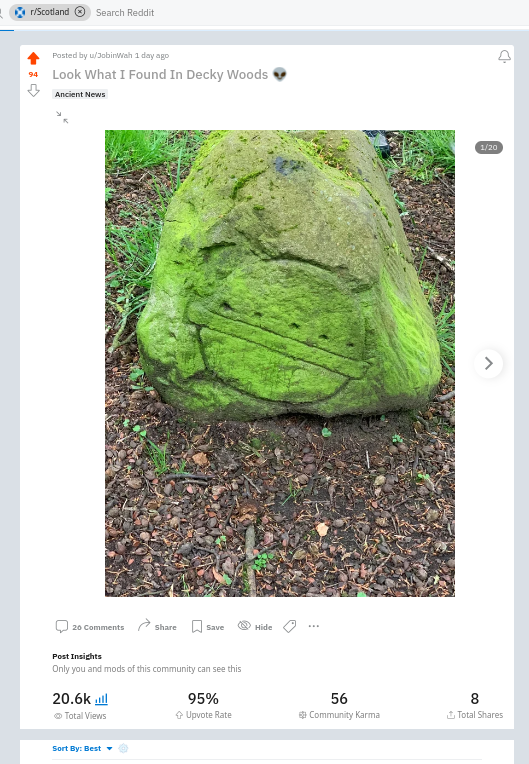 r/Scotland Search Reddit
Posted by u/JobinWah 1 day ago
94
Look What I Found In Decky Woods 👽
Ancient News
1/20
26 Comments Share Save Hide ...
Post Insights
Only you and mods of this community can see this
20.6k 95% 56 8
Total Views Upvote Rate Community Karma Total Shares
Sort By: Best